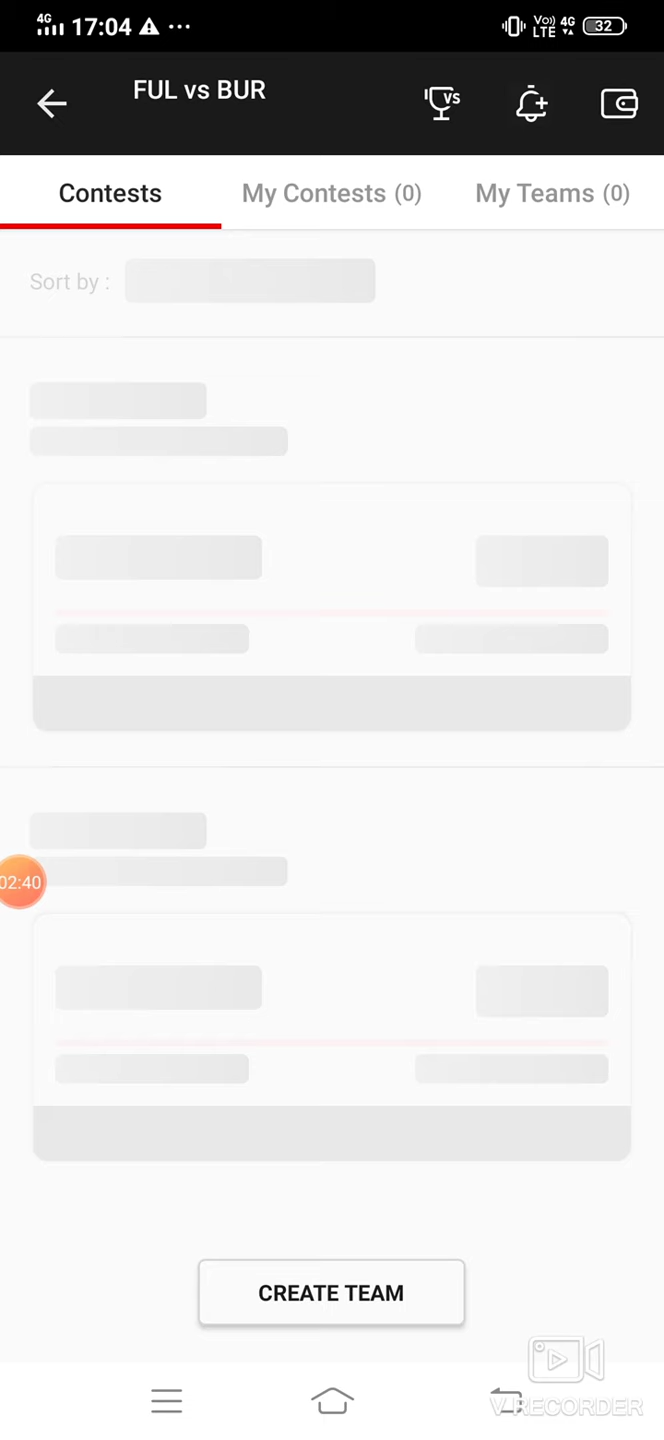 4G 17:04 Vo)) LTE 4G 32
FUL vs BUR
VS
Contests My Contests (0) My Teams (0)
Sort by :
02:40
CREATE TEAM
V RECORDER